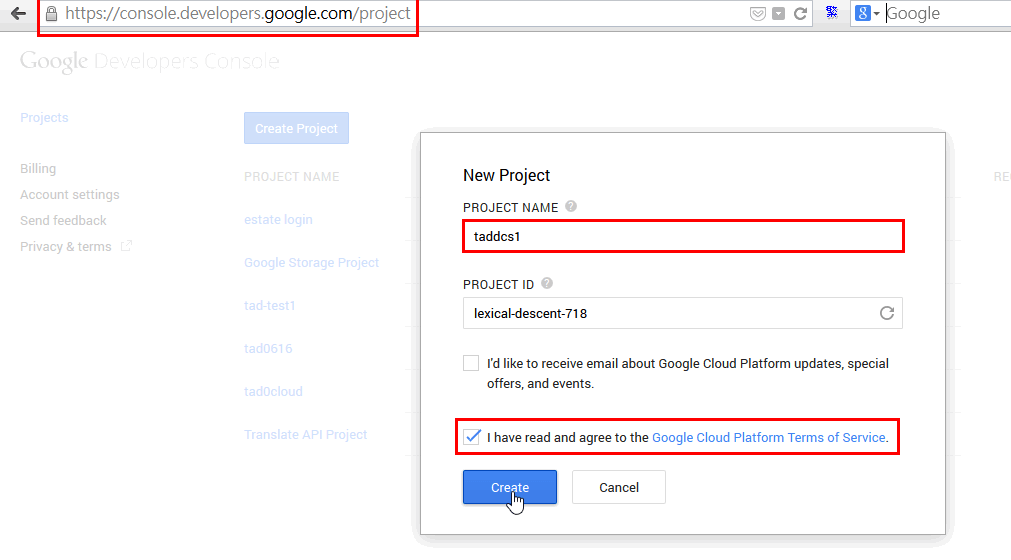 https://console.developers.google.com/project
Google
Google Developers Console
Projects
Billing
Account settings
Send feedback
Privacy & terms
Create Project
PROJECT NAME
RE
estate login
Google Storage Project
tad-test1
tad0616
tad0cloud
Translate API Project
New Project
PROJECT NAME
taddcs1
PROJECT ID
lexical-descent-718
I'd like to receive email about Google Cloud Platform updates, special
offers, and events.
I have read and agree to the Google Cloud Platform Terms of Service.
Create
Cancel